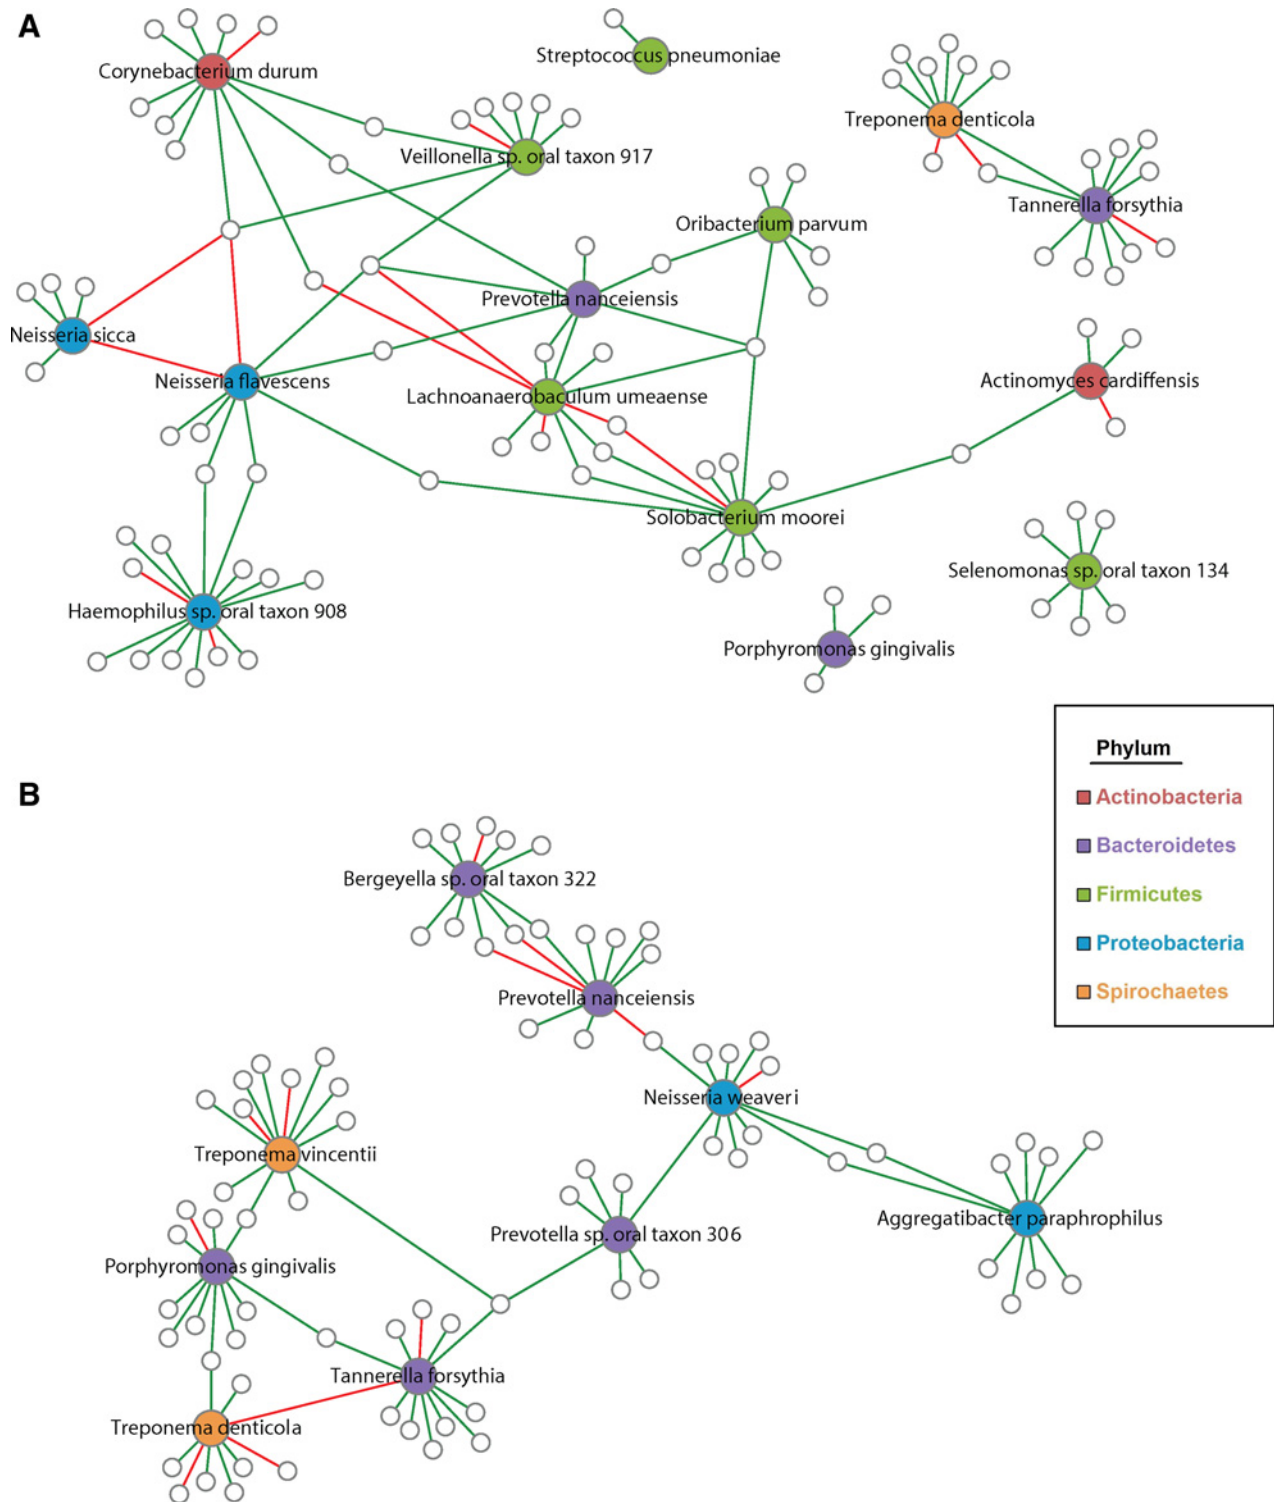 A
Streptococcus pneumoniae
Corynebacterium durum
Treponema denticola
Veillonella sp. oral taxon 917
Tannerella forsythia
Oribacterium parvum
Prevotella nanceiensis
Neisseria sicca
Neisseria flavescens
Actinomyces cardiffensis
Lachnoanaerobaculum umeaense
Solobacterium moorei
Selenomonas sp. oral taxon 134
Haemophilus sp. oral taxon 908
Porphyromonas gingivalis
Phylum
Actinobacteria
Bacteroidetes
Firmicutes
Proteobacteria
Spirochaetes
B
Bergeyella sp. oral taxon 322
Prevotella nanceiensis
Neisseria weaveri
Treponema vincentii
Aggregatibacter paraphrophilus
Prevotella sp. oral taxon 306
Porphyromonas gingivalis
Tannerella forsythia
Treponema denticola